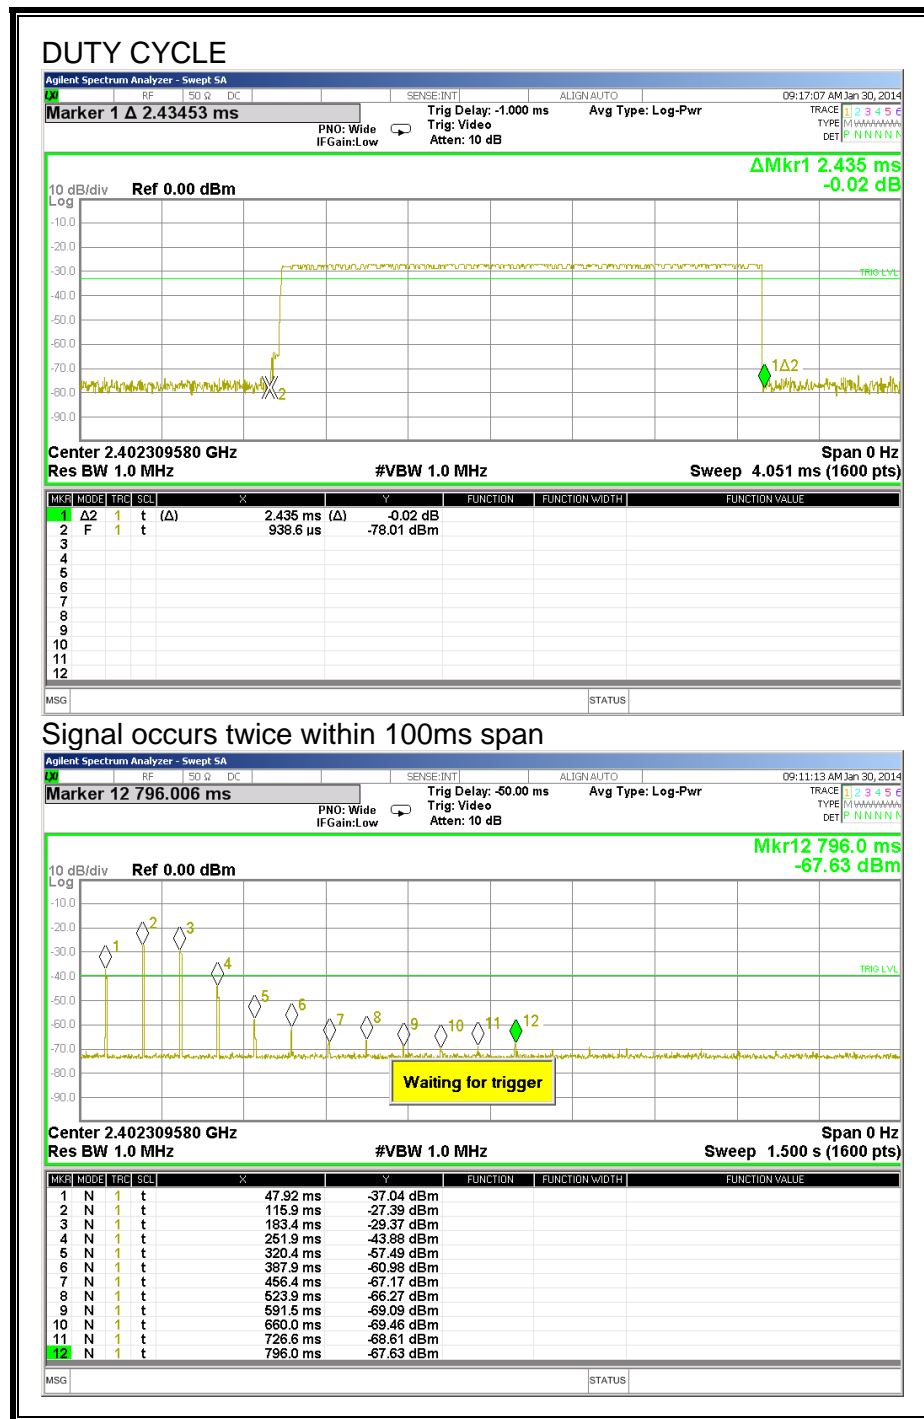 DUTY CYCLE
Agilent Spectrum Analyzer - Swept SA
LXI RF 50 Ω DC SENSE:INT ALIGN AUTO 09:17:07 AM Jan 30, 2014
Marker 1 Δ 2.43453 ms
PNO: Wide
IFGain:Low
Trig Delay: -1.000 ms
Trig: Video
Atten: 10 dB
Avg Type: Log-Pwr
TRACE 1 2 3 4 5 6
TYPE M
DET P N N N N N
ΔMkr1 2.435 ms
-0.02 dB
10 dB/div Ref 0.00 dBm
Log
-10.0
-20.0
-30.0
TRIG LVL
-40.0
-50.0
-60.0
-70.0
1Δ2
-80.0
2
-90.0
Center 2.402309580 GHz Span 0 Hz
Res BW 1.0 MHz #VBW 1.0 MHz Sweep 4.051 ms (1600 pts)
MKR MODE TRC SCL X Y FUNCTION FUNCTION WIDTH FUNCTION VALUE
1 Δ2 1 t (Δ) 2.435 ms (Δ) -0.02 dB
2 F 1 t 938.6 µs -78.01 dBm
3
4
5
6
7
8
9
10
11
12
MSG STATUS
Signal occurs twice within 100ms span
Agilent Spectrum Analyzer - Swept SA
LXI RF 50 Ω DC SENSE:INT ALIGN AUTO 09:11:13 AM Jan 30, 2014
Marker 12 796.006 ms
PNO: Wide
IFGain:Low
Trig Delay: -50.00 ms
Trig: Video
Atten: 10 dB
Avg Type: Log-Pwr
TRACE 1 2 3 4 5 6
TYPE M
DET P N N N N N
Mkr12 796.0 ms
-67.63 dBm
10 dB/div Ref 0.00 dBm
Log
-10.0
-20.0
-30.0
-40.0
-50.0
-60.0
-70.0
-80.0
-90.0
1 2 3 4 5 6 7 8 9 10 11 12
TRIG LVL
Waiting for trigger
Center 2.402309580 GHz Span 0 Hz
Res BW 1.0 MHz #VBW 1.0 MHz Sweep 1.500 s (1600 pts)
MKR MODE TRC SCL X Y FUNCTION FUNCTION WIDTH FUNCTION VALUE
1 N 1 t 47.92 ms -37.04 dBm
2 N 1 t 115.9 ms -27.39 dBm
3 N 1 t 183.4 ms -29.37 dBm
4 N 1 t 251.9 ms -43.88 dBm
5 N 1 t 320.4 ms -57.49 dBm
6 N 1 t 387.9 ms -60.98 dBm
7 N 1 t 456.4 ms -67.17 dBm
8 N 1 t 523.9 ms -66.27 dBm
9 N 1 t 591.5 ms -69.09 dBm
10 N 1 t 660.0 ms -69.46 dBm
11 N 1 t 726.6 ms -68.61 dBm
12 N 1 t 796.0 ms -67.63 dBm
MSG STATUS